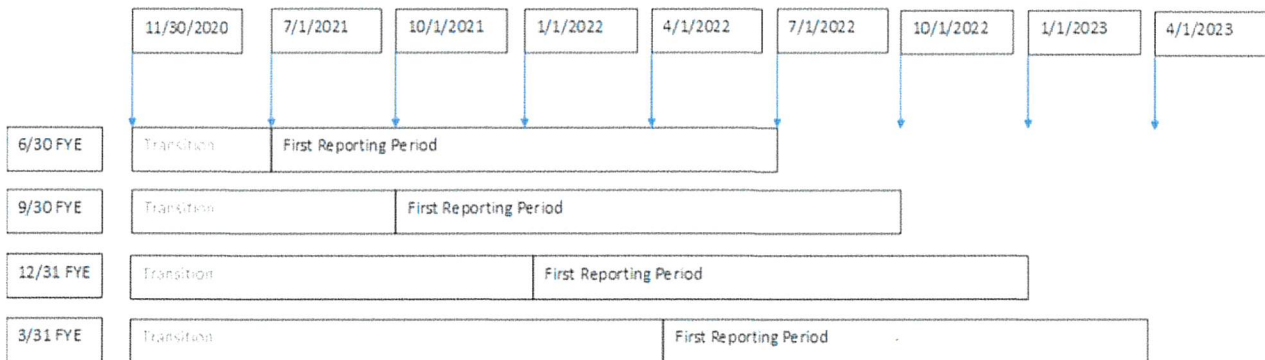 11/30/2020 7/1/2021 10/1/2021 1/1/2022 4/1/2022 7/1/2022 10/1/2022 1/1/2023 4/1/2023
6/30 FYE Transition First Reporting Period
9/30 FYE Transition First Reporting Period
12/31 FYE Transition First Reporting Period
3/31 FYE Transition First Reporting Period